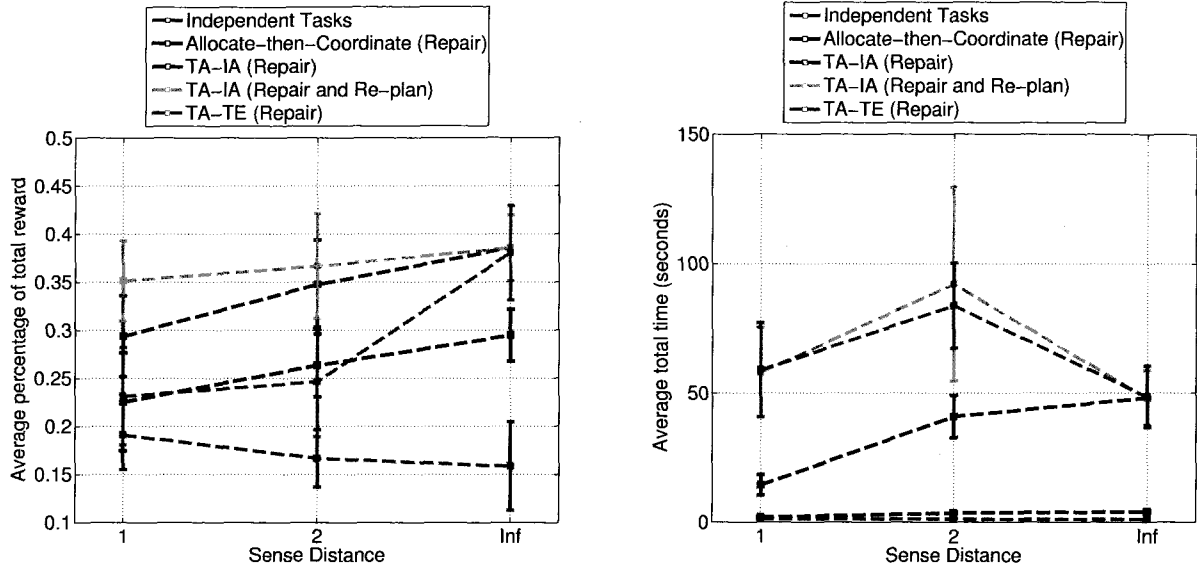 Independent Tasks
Allocate-then-Coordinate (Repair)
TA-IA (Repair)
TA-IA (Repair and Re-plan)
TA-TE (Repair)
Average percentage of total reward
0.5
0.45
0.4
0.35
0.3
0.25
0.2
0.15
0.1
1
2
Inf
Sense Distance
Independent Tasks
Allocate-then-Coordinate (Repair)
TA-IA (Repair)
TA-IA (Repair and Re-plan)
TA-TE (Repair)
Average total time (seconds)
150
100
50
0
1
2
Inf
Sense Distance